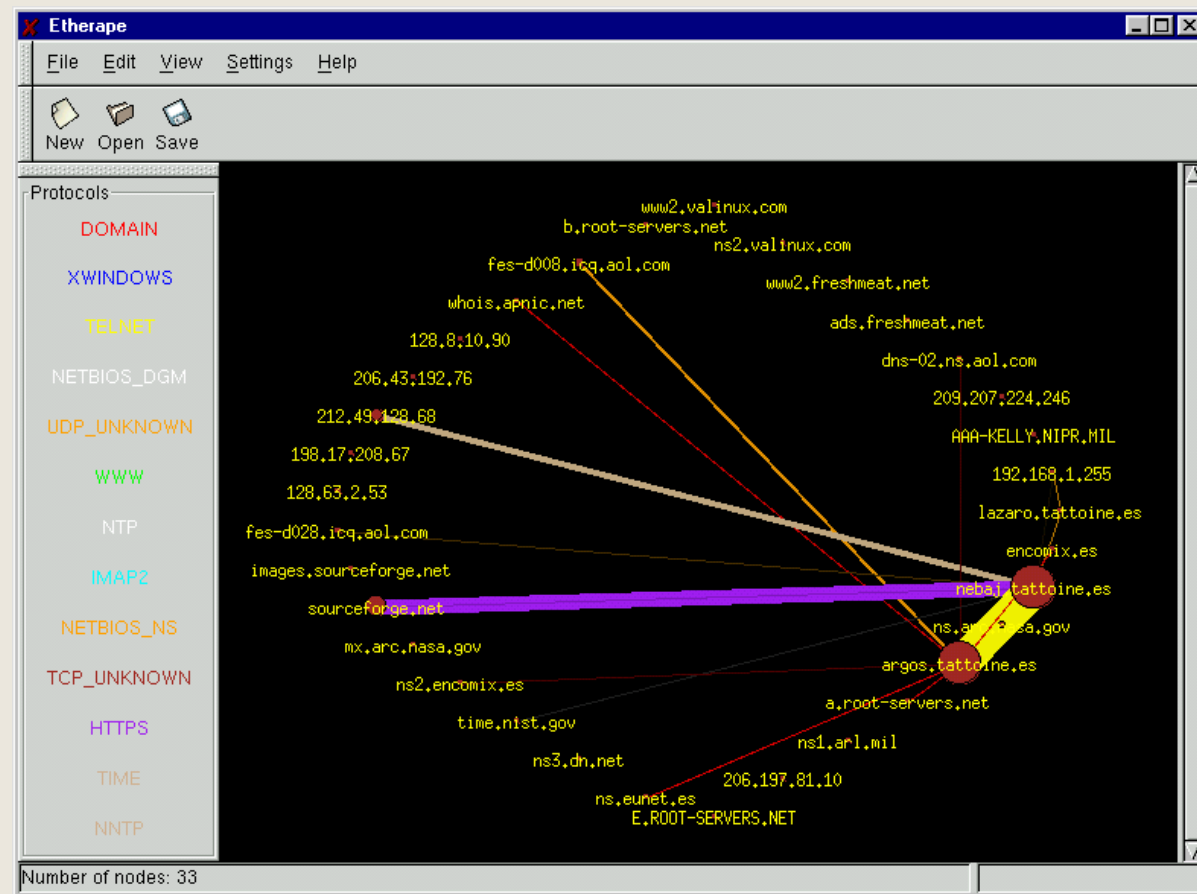 Etherape
File Edit View Settings Help
New Open Save
Protocols
DOMAIN
XWINDOWS
TELNET
NETBIOS_DGM
UDP_UNKNOWN
WWW
NTP
IMAP2
NETBIOS_NS
TCP_UNKNOWN
HTTPS
TIME
NNTP
www2.valinux.com
b.root-servers.net
ns2.valinux.com
fes-d008.icq.aol.com
www2.freshmeat.net
whois.apnic.net
ads.freshmeat.net
128.8.10.90
dns-02.ns.aol.com
206.43.192.76
209.207.224.246
212.49.128.68
AAA-KELLY.NIPR.MIL
198.17.208.67
192.168.1.255
128.63.2.53
lazaro.tattoine.es
fes-d028.icq.aol.com
encomix.es
images.sourceforge.net
nebaj.tattoine.es
sourceforge.net
ns.arc.nasa.gov
mx.arc.nasa.gov
argos.tattoine.es
ns2.encomix.es
a.root-servers.net
time.nist.gov
ns1.arl.mil
ns3.dn.net
206.197.81.10
ns.eunet.es
E.ROOT-SERVERS.NET
Number of nodes: 33